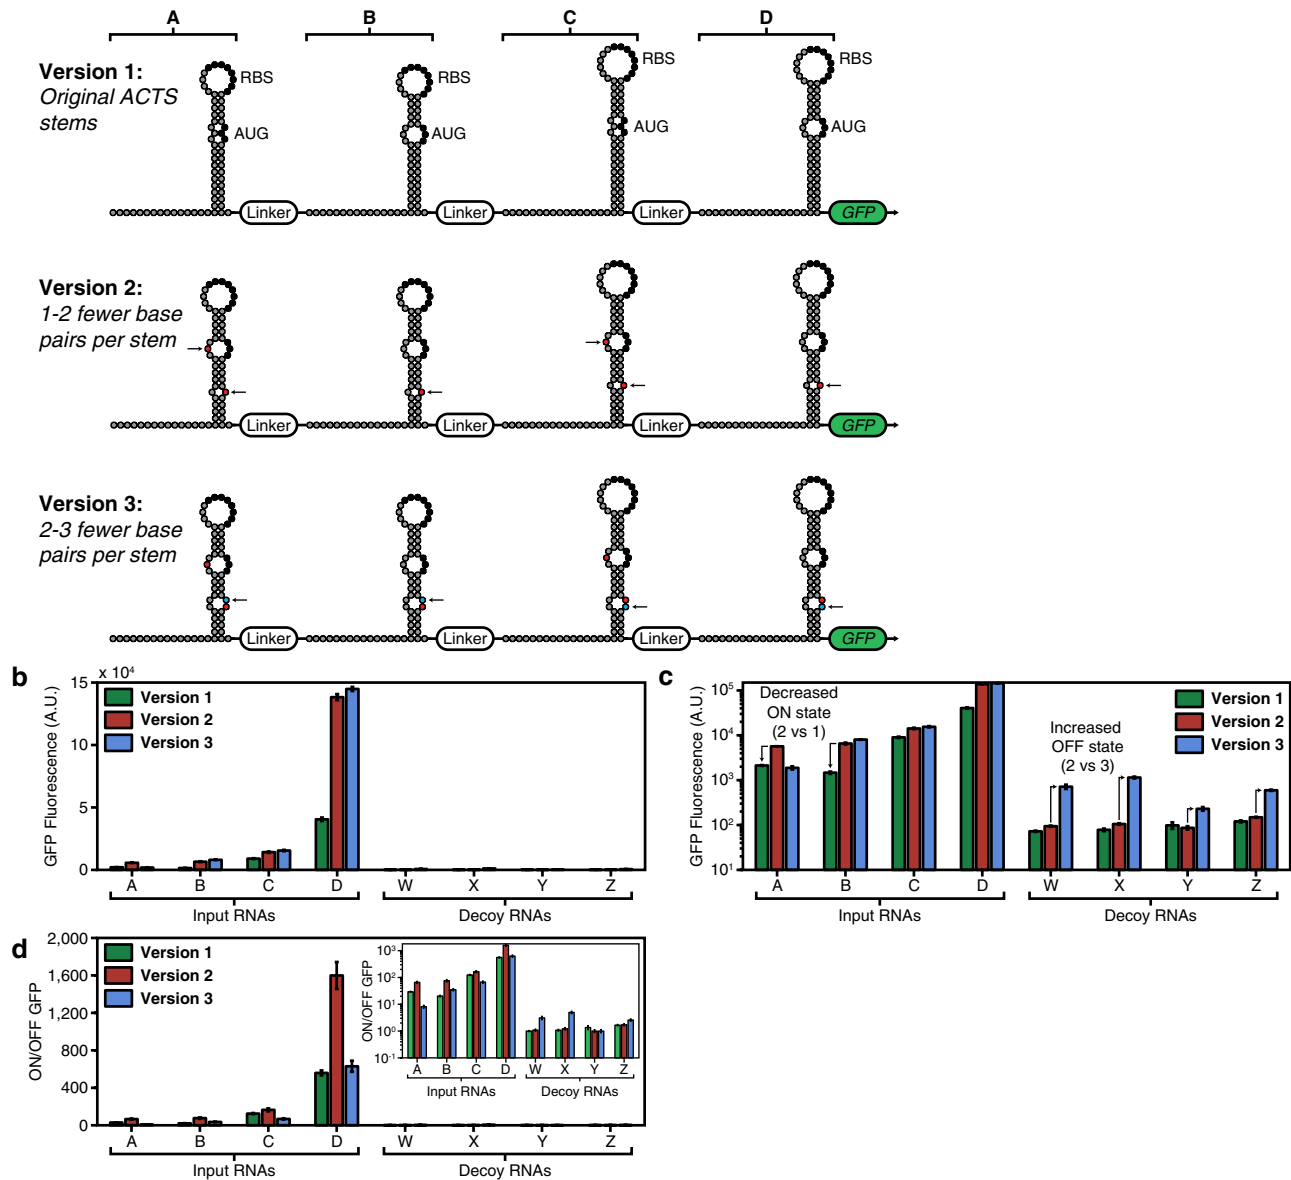 A B C D
Version 1:
Original ACTS
stems
RBS RBS RBS RBS
AUG AUG AUG AUG
Linker Linker Linker GFP
Version 2:
1-2 fewer base
pairs per stem
Linker Linker Linker GFP
Version 3:
2-3 fewer base
pairs per stem
Linker Linker Linker GFP
b
x 10⁴
GFP Fluorescence (A.U.)
15
10
5
0
Version 1
Version 2
Version 3
A B C D W X Y Z
Input RNAs Decoy RNAs
c
GFP Fluorescence (A.U.)
10⁵
10⁴
10³
10²
10¹
Decreased
ON state
(2 vs 1)
Increased
OFF state
(2 vs 3)
Version 1
Version 2
Version 3
A B C D W X Y Z
Input RNAs Decoy RNAs
d
ON/OFF GFP
2,000
1,600
1,200
800
400
0
Version 1
Version 2
Version 3
ON/OFF GFP
10³
10²
10¹
10⁰
10⁻¹
A B C D W X Y Z
Input RNAs Decoy RNAs
A B C D W X Y Z
Input RNAs Decoy RNAs